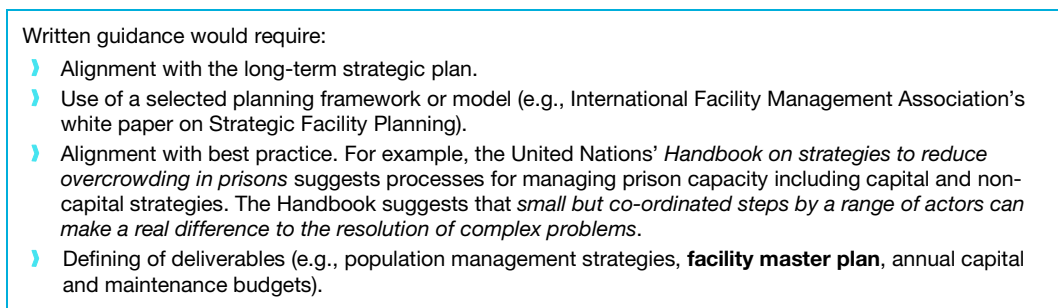 Written guidance would require:
Alignment with the long-term strategic plan.
Use of a selected planning framework or model (e.g., International Facility Management Association's
white paper on Strategic Facility Planning).
Alignment with best practice. For example, the United Nations' Handbook on strategies to reduce
overcrowding in prisons suggests processes for managing prison capacity including capital and non-
capital strategies. The Handbook suggests that small but co-ordinated steps by a range of actors can
make a real difference to the resolution of complex problems.
Defining of deliverables (e.g., population management strategies, facility master plan, annual capital
and maintenance budgets).